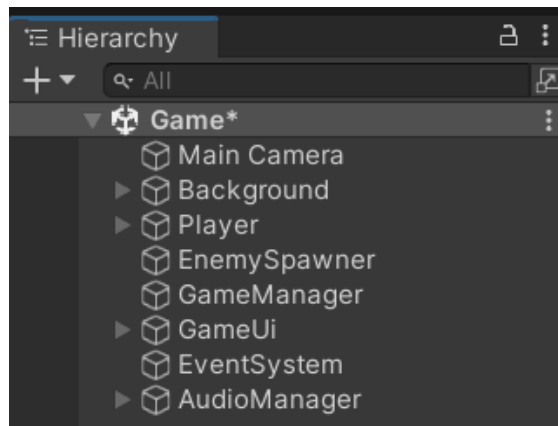 Hierarchy
All
Game*
Main Camera
Background
Player
EnemySpawner
GameManager
GameUi
EventSystem
AudioManager